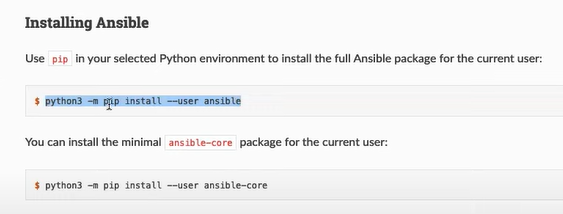 Installing Ansible
Use pip in your selected Python environment to install the full Ansible package for the current user:
$ python3 -m pip install --user ansible
You can install the minimal ansible-core package for the current user:
$ python3 -m pip install --user ansible-core